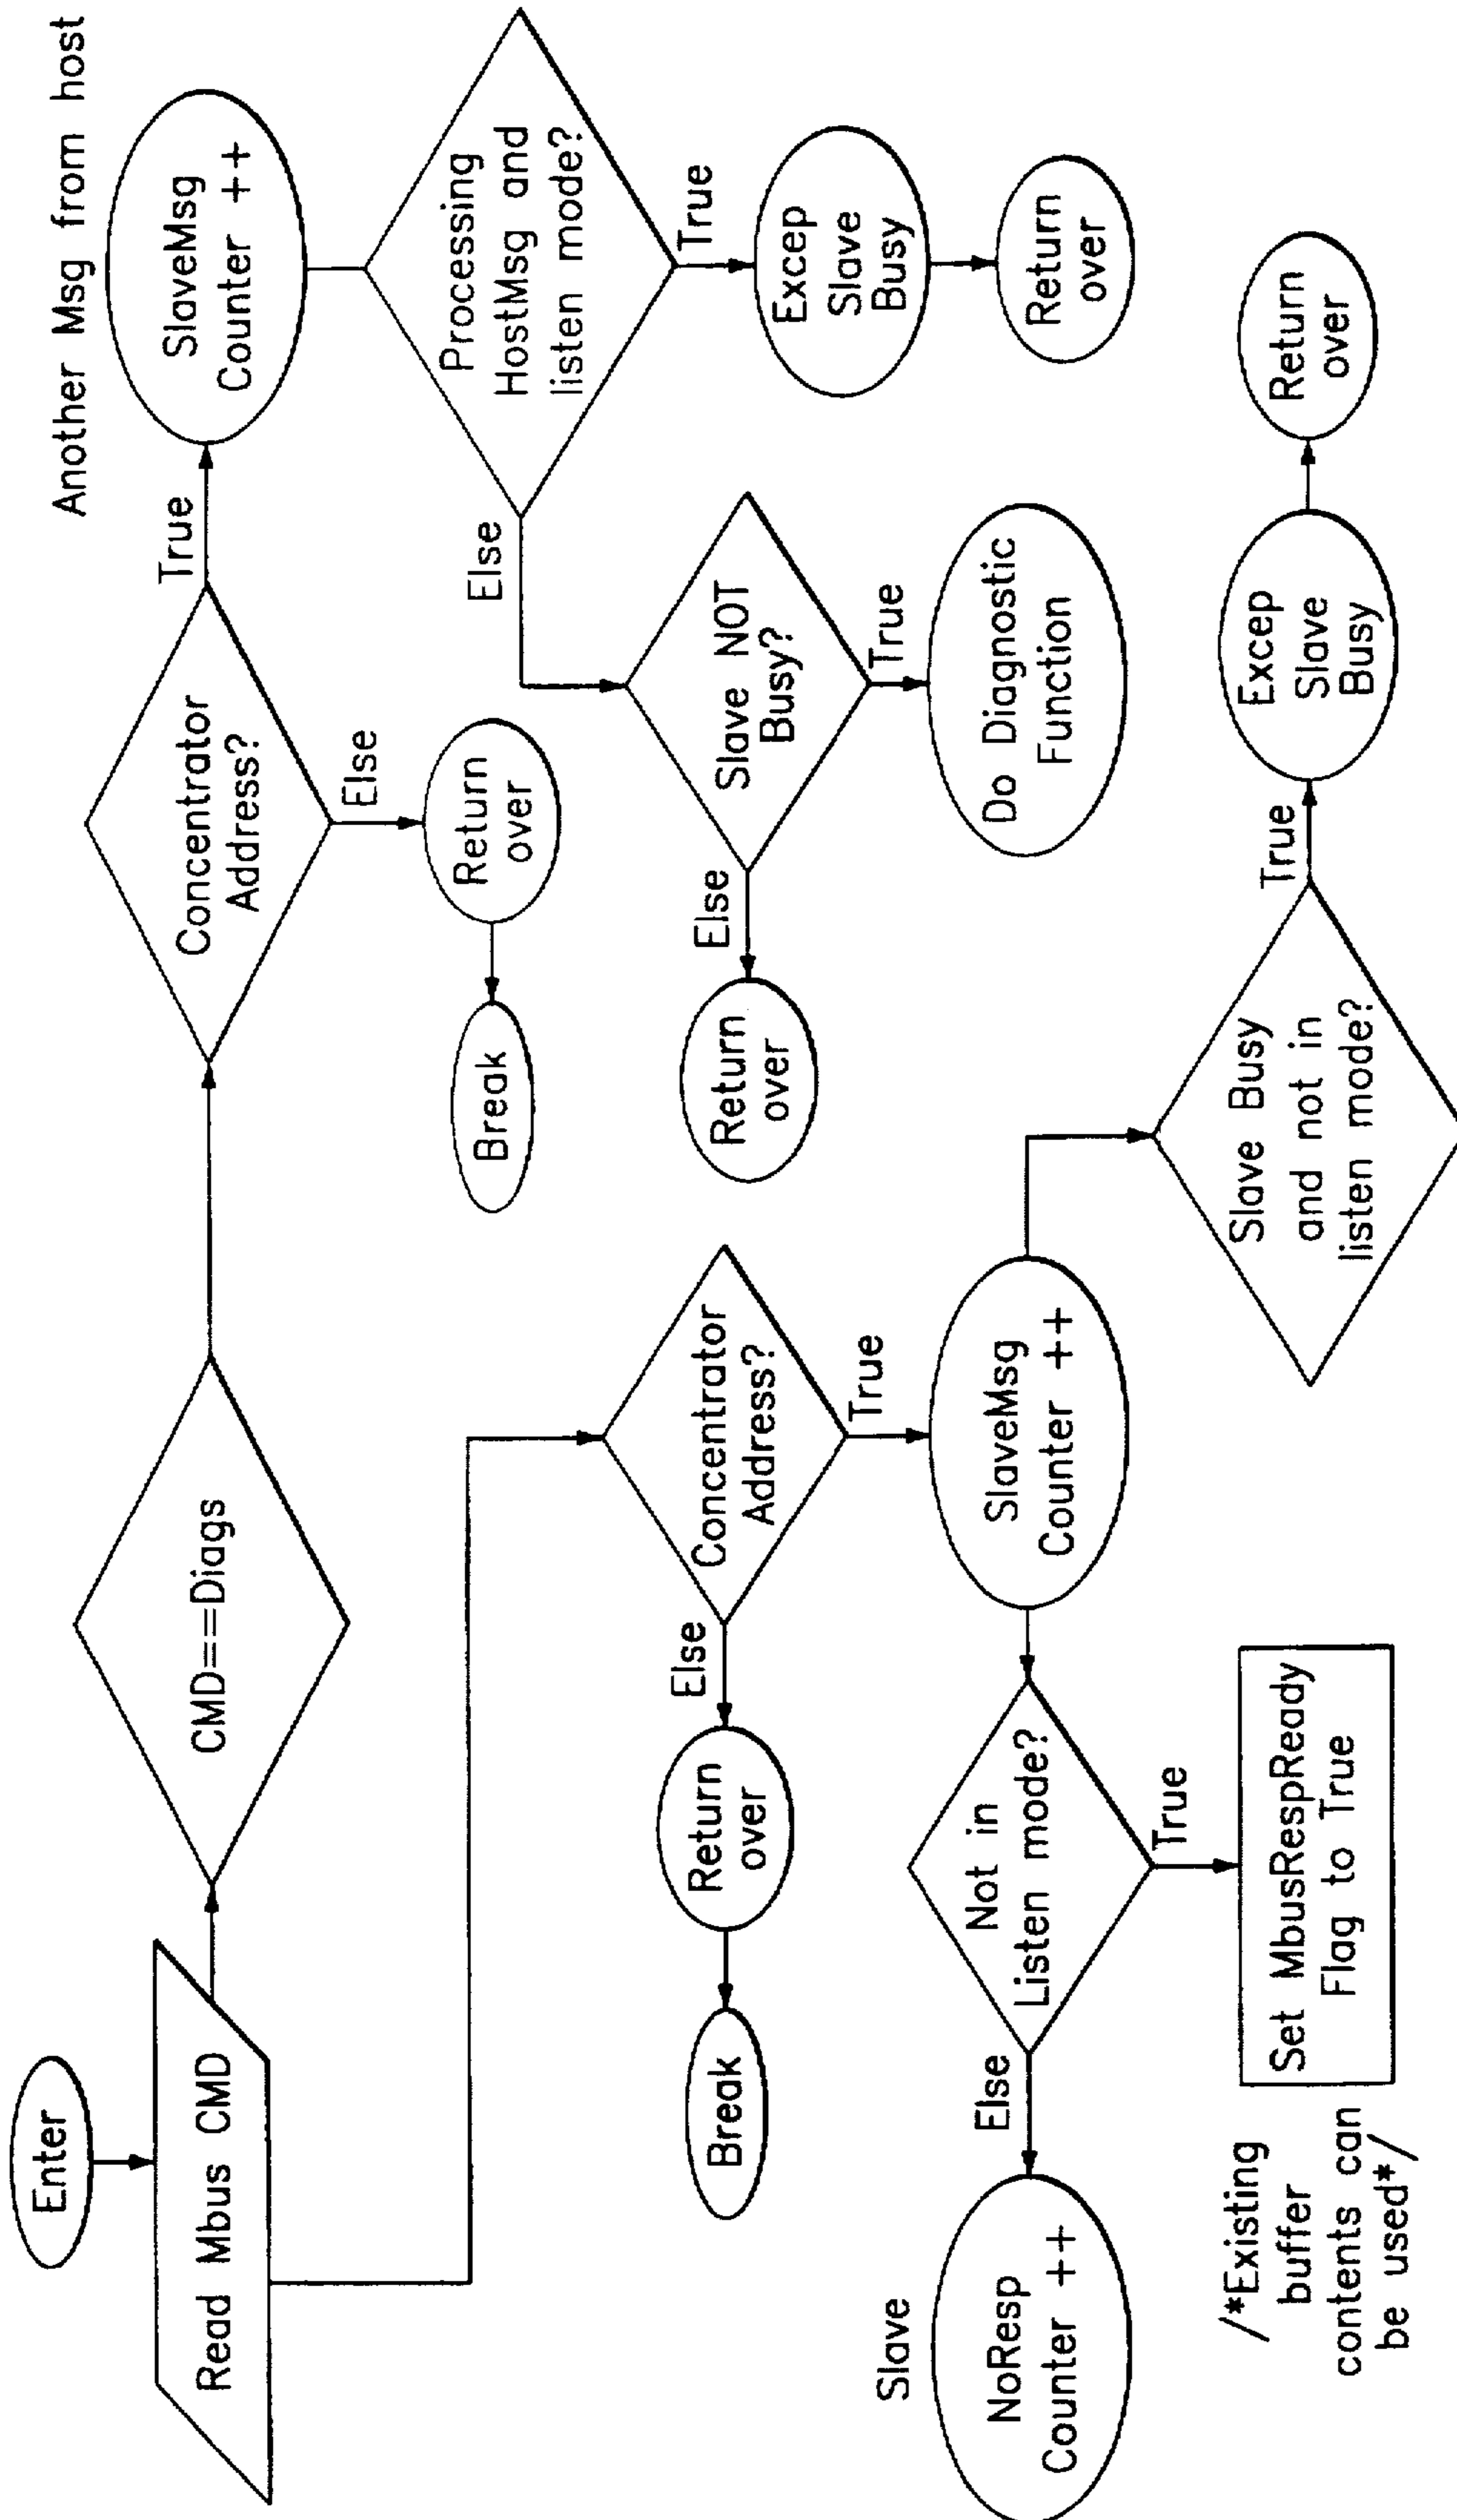 Enter
Read Mbus CMD
CMD==Diags
Concentrator
Address?
True
Another Msg from host
SlaveMsg
Counter ++
Else
Return
over
Break
Processing
HostMsg and
listen mode?
True
Excep
Slave
Busy
Return
over
Else
Slave NOT
Busy?
True
Do Diagnostic
Function
Else
Return
over
Concentrator
Address?
Else
Return
over
Break
True
SlaveMsg
Counter ++
Slave Busy
and not in
listen mode?
True
Excep
Slave
Busy
Return
over
Not in
Listen mode?
Else
Slave
NoResp
Counter ++
True
Set MbusRespReady
Flag to True
/*Existing
buffer
contents can
be used*/